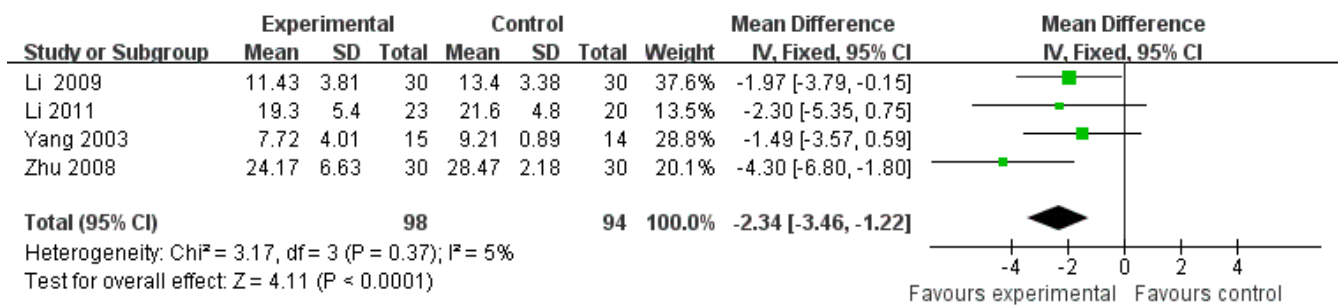 Experimental Control Mean Difference Mean Difference
Study or Subgroup Mean SD Total Mean SD Total Weight IV, Fixed, 95% CI IV, Fixed, 95% CI
Li 2009 11.43 3.81 30 13.4 3.38 30 37.6% -1.97 [-3.79, -0.15]
Li 2011 19.3 5.4 23 21.6 4.8 20 13.5% -2.30 [-5.35, 0.75]
Yang 2003 7.72 4.01 15 9.21 0.89 14 28.8% -1.49 [-3.57, 0.59]
Zhu 2008 24.17 6.63 30 28.47 2.18 30 20.1% -4.30 [-6.80, -1.80]
Total (95% CI) 98 94 100.0% -2.34 [-3.46, -1.22]
Heterogeneity: Chi² = 3.17, df = 3 (P = 0.37); I² = 5%
Test for overall effect: Z = 4.11 (P < 0.0001)
-4 -2 0 2 4
Favours experimental Favours control